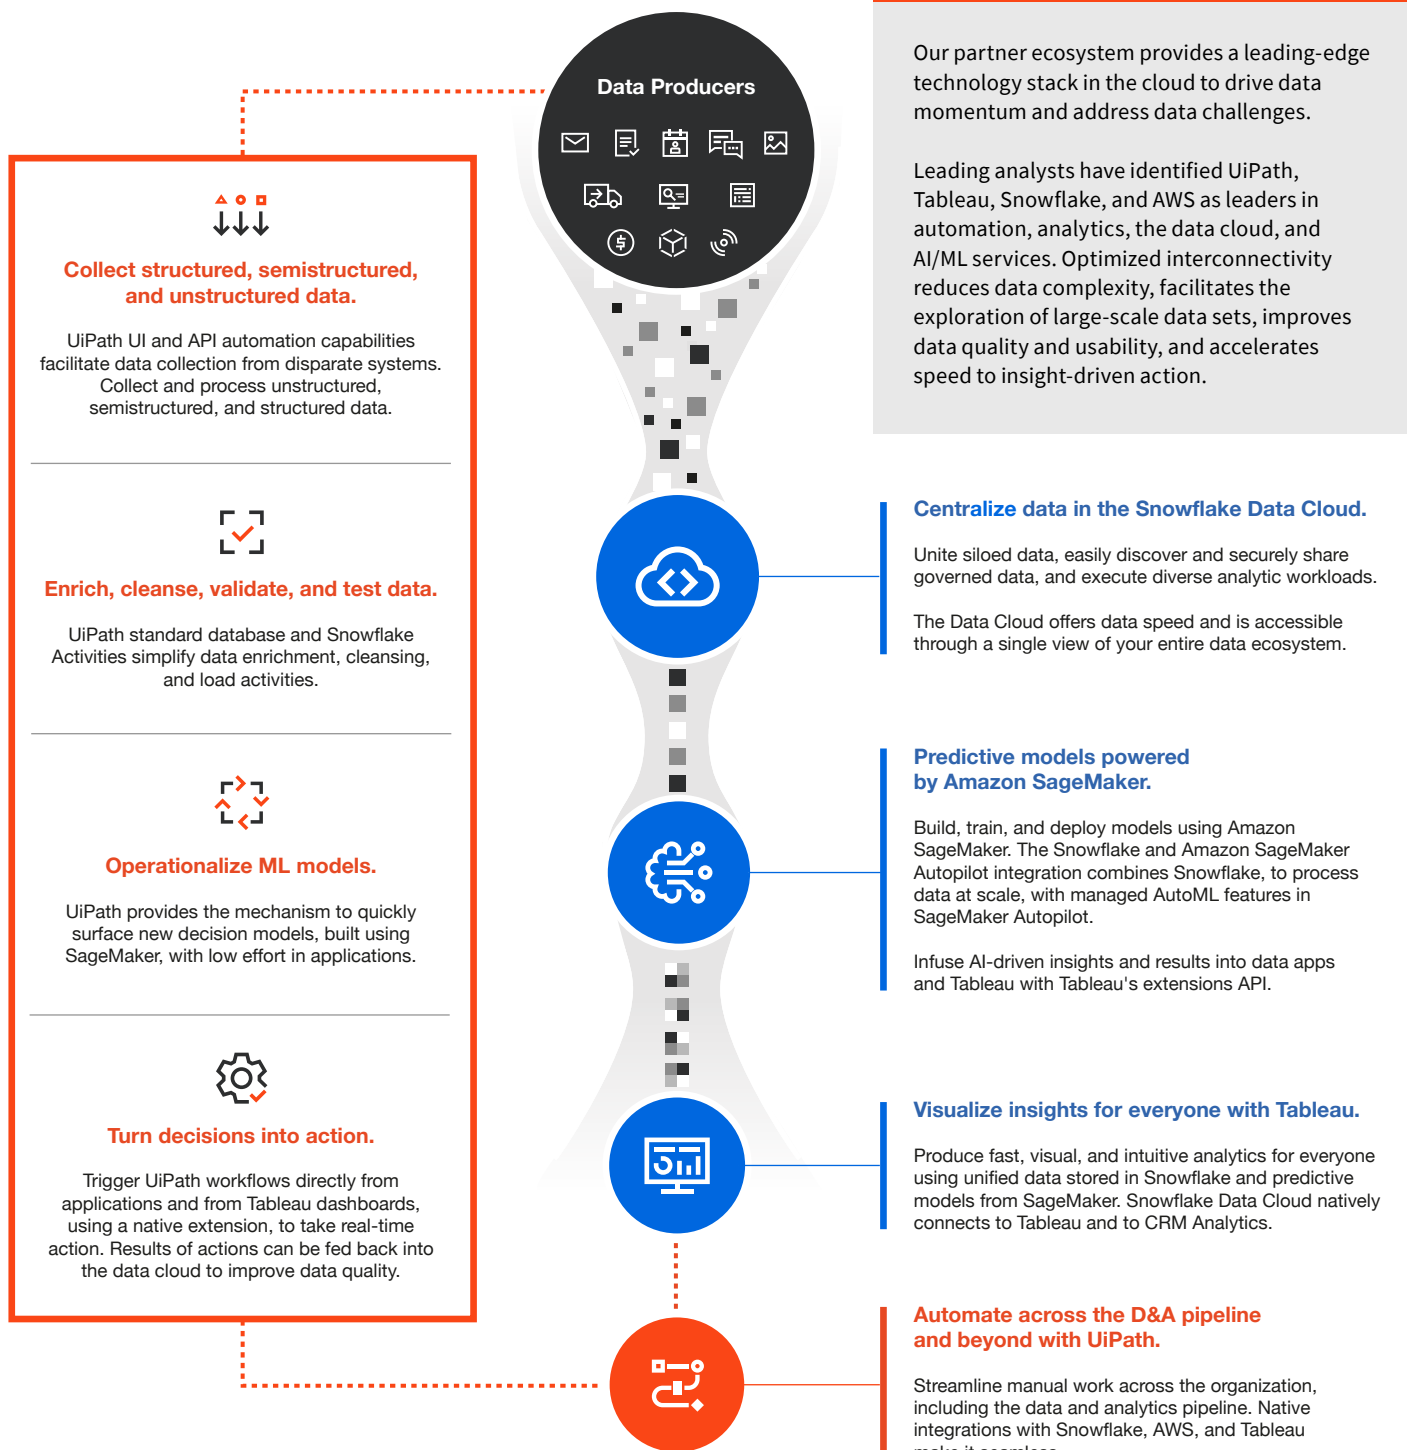 Data Producers
Our partner ecosystem provides a leading-edge
technology stack in the cloud to drive data
momentum and address data challenges.
Leading analysts have identified UiPath,
Tableau, Snowflake, and AWS as leaders in
automation, analytics, the data cloud, and
AI/ML services. Optimized interconnectivity
reduces data complexity, facilitates the
exploration of large-scale data sets, improves
data quality and usability, and accelerates
speed to insight-driven action.
Collect structured, semistructured,
and unstructured data.
UiPath UI and API automation capabilities
facilitate data collection from disparate systems.
Collect and process unstructured,
semistructured, and structured data.
Enrich, cleanse, validate, and test data.
UiPath standard database and Snowflake
Activities simplify data enrichment, cleansing,
and load activities.
Operationalize ML models.
UiPath provides the mechanism to quickly
surface new decision models, built using
SageMaker, with low effort in applications.
Turn decisions into action.
Trigger UiPath workflows directly from
applications and from Tableau dashboards,
using a native extension, to take real-time
action. Results of actions can be fed back into
the data cloud to improve data quality.
Centralize data in the Snowflake Data Cloud.
Unite siloed data, easily discover and securely share
governed data, and execute diverse analytic workloads.
The Data Cloud offers data speed and is accessible
through a single view of your entire data ecosystem.
Predictive models powered
by Amazon SageMaker.
Build, train, and deploy models using Amazon
SageMaker. The Snowflake and Amazon SageMaker
Autopilot integration combines Snowflake, to process
data at scale, with managed AutoML features in
SageMaker Autopilot.
Infuse AI-driven insights and results into data apps
and Tableau with Tableau's extensions API.
Visualize insights for everyone with Tableau.
Produce fast, visual, and intuitive analytics for everyone
using unified data stored in Snowflake and predictive
models from SageMaker. Snowflake Data Cloud natively
connects to Tableau and to CRM Analytics.
Automate across the D&A pipeline
and beyond with UiPath.
Streamline manual work across the organization,
including the data and analytics pipeline. Native
integrations with Snowflake, AWS, and Tableau
make it seamless.